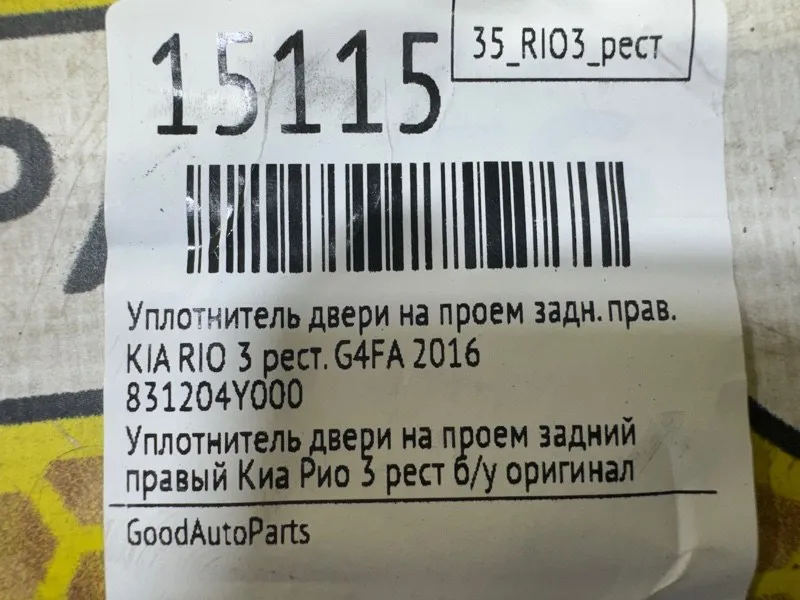 15115
35_RIO3_рест
Уплотнитель двери на проем задн. прав.
KIA RIO 3 рест. G4FA 2016
831204Y000
Уплотнитель двери на проем задний
правый Киа Рио 3 рест б/у оригинал
GoodAutoParts